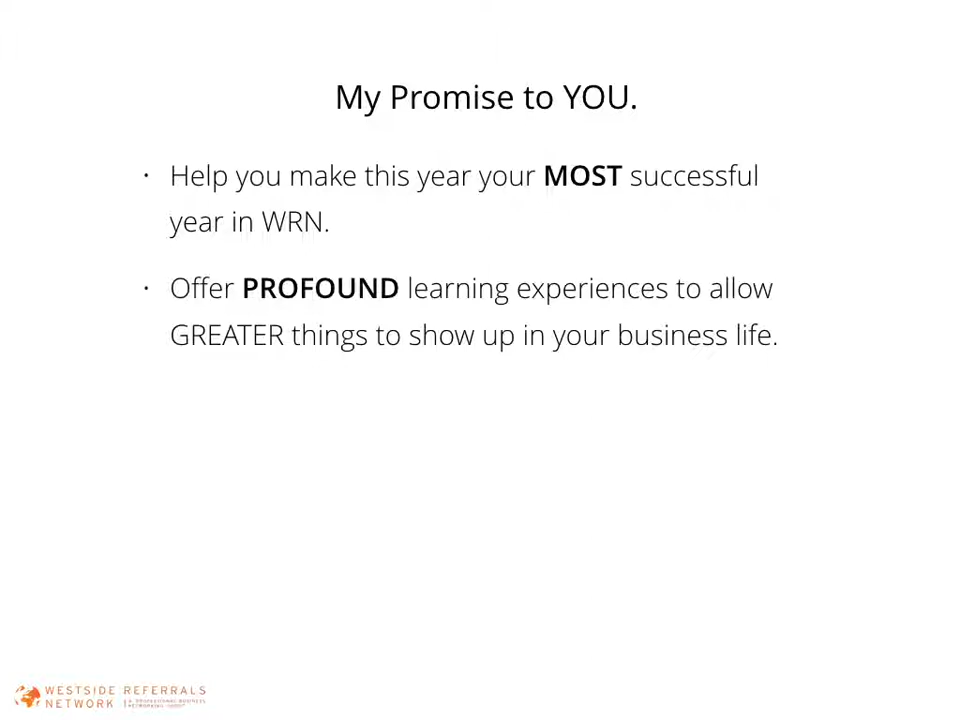 My Promise to YOU.
· Help you make this year your MOST successful
year in WRN.
· Offer PROFOUND learning experiences to allow
GREATER things to show up in your business life.
WESTSIDE REFERRALS
NETWORK